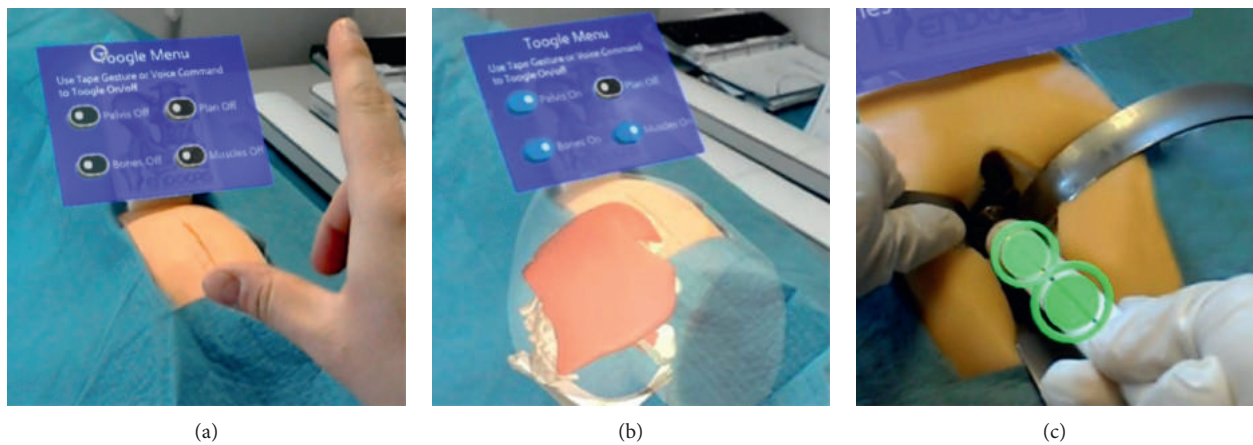 Toogle Menu
Use Tape Gesture or Voice Command
to Toogle On/off
Pelvis Off
Plan Off
Bones Off
Muscles Off
Toogle Menu
Use Tape Gesture or Voice Command
to Toogle On/off
Pelvis On
Plan Off
Bones On
Muscles On
(a)
(b)
(c)